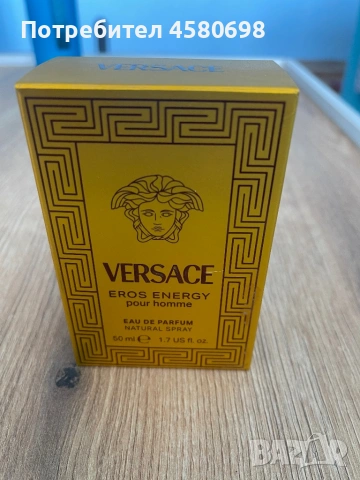 Потребител 4580698
VERSACE
VERSACE
EROS ENERGY
pour homme
EAU DE PARFUM
NATURAL SPRAY
50 ml ℮ 1.7 US fl. oz.
BAZAR